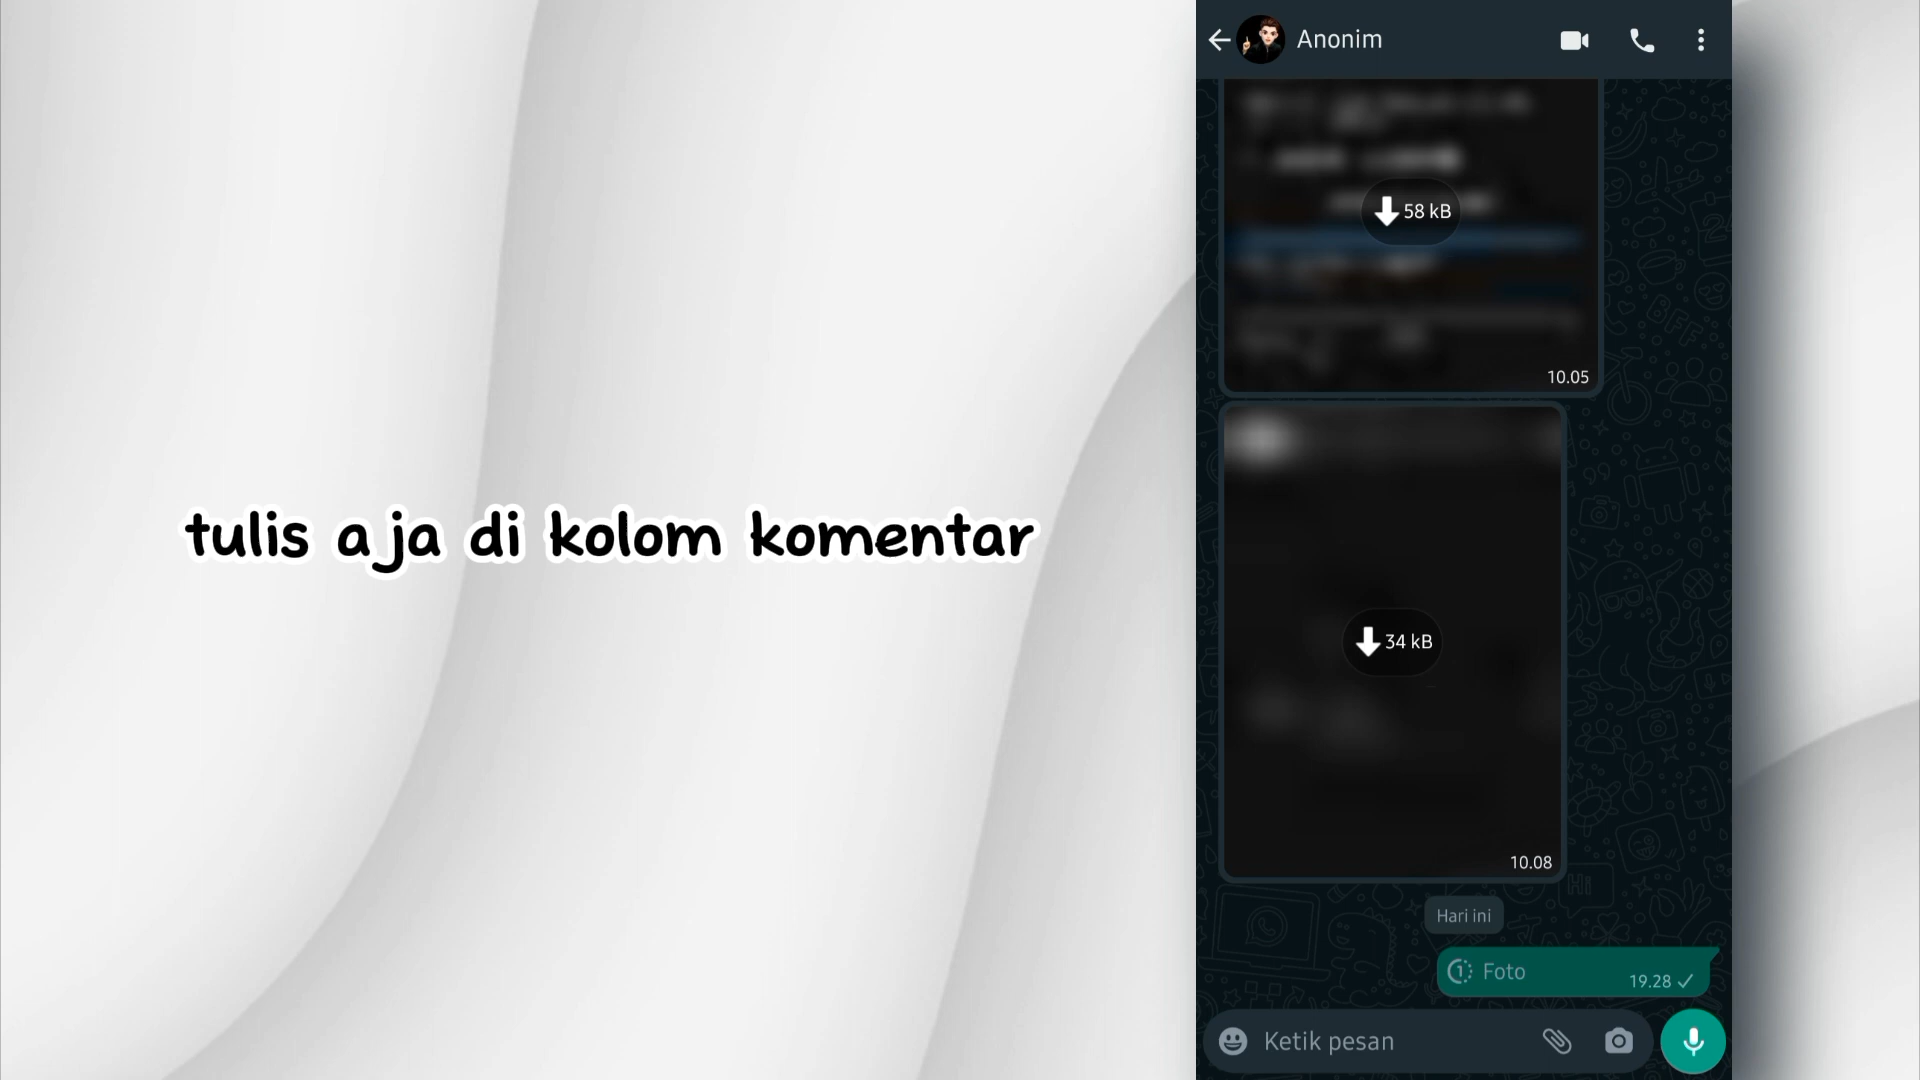 tulis aja di kolom komentar
Anonim
58 kB
10.05
34 kB
10.08
Hari ini
Foto
19.28
Ketik pesan